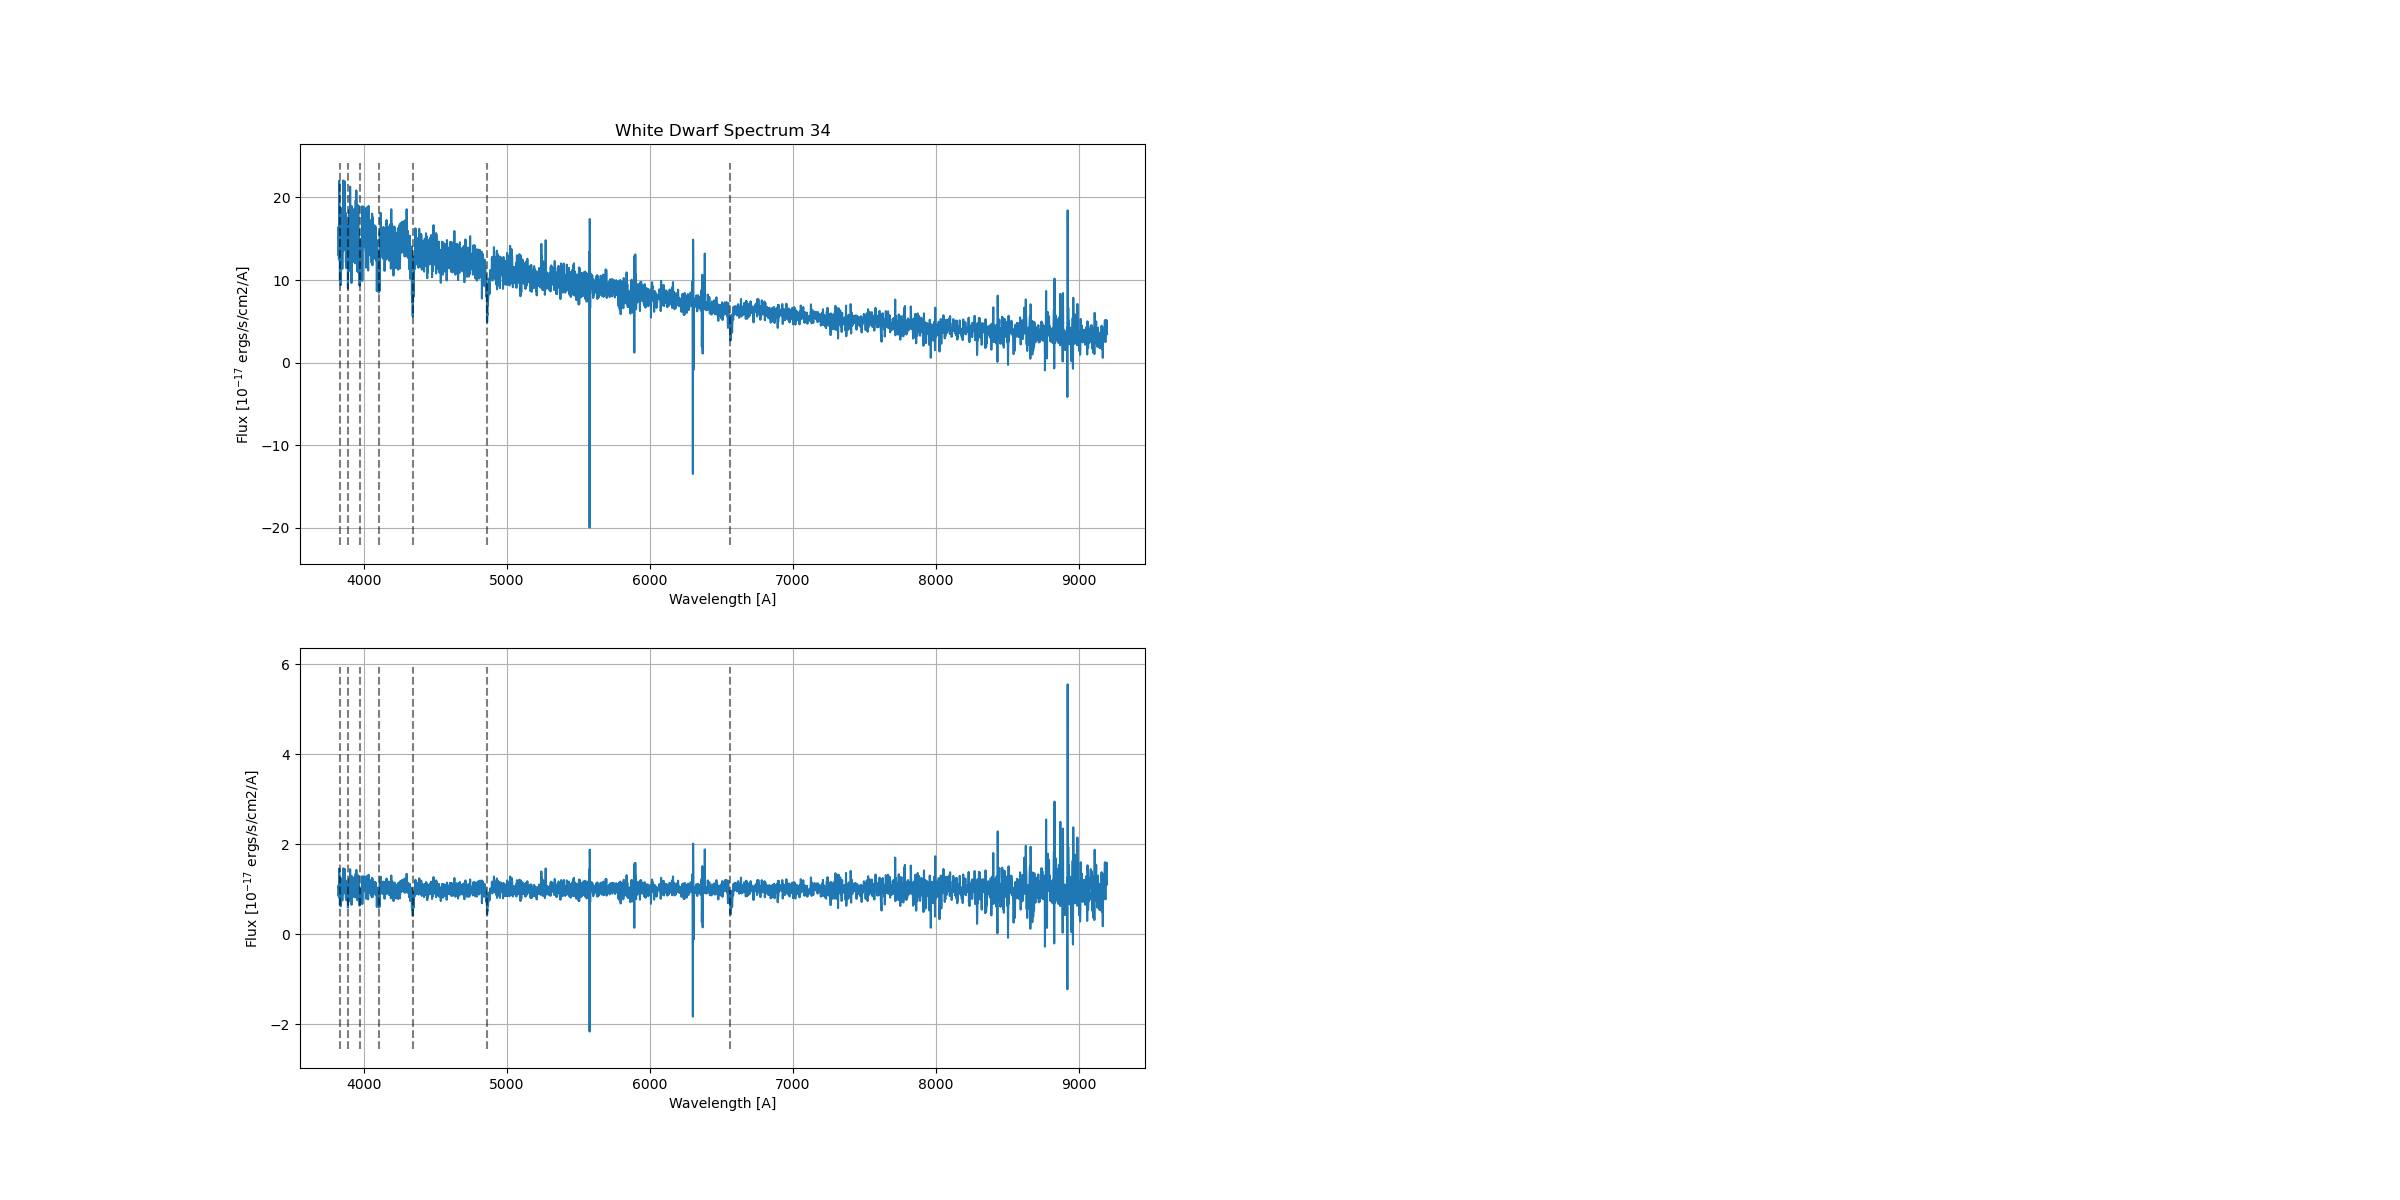 White Dwarf Spectrum 34
20
10
0
−10
−20
Flux [10⁻¹⁷ ergs/s/cm2/A]
4000 5000 6000 7000 8000 9000
Wavelength [A]
6
4
2
0
−2
Flux [10⁻¹⁷ ergs/s/cm2/A]
4000 5000 6000 7000 8000 9000
Wavelength [A]